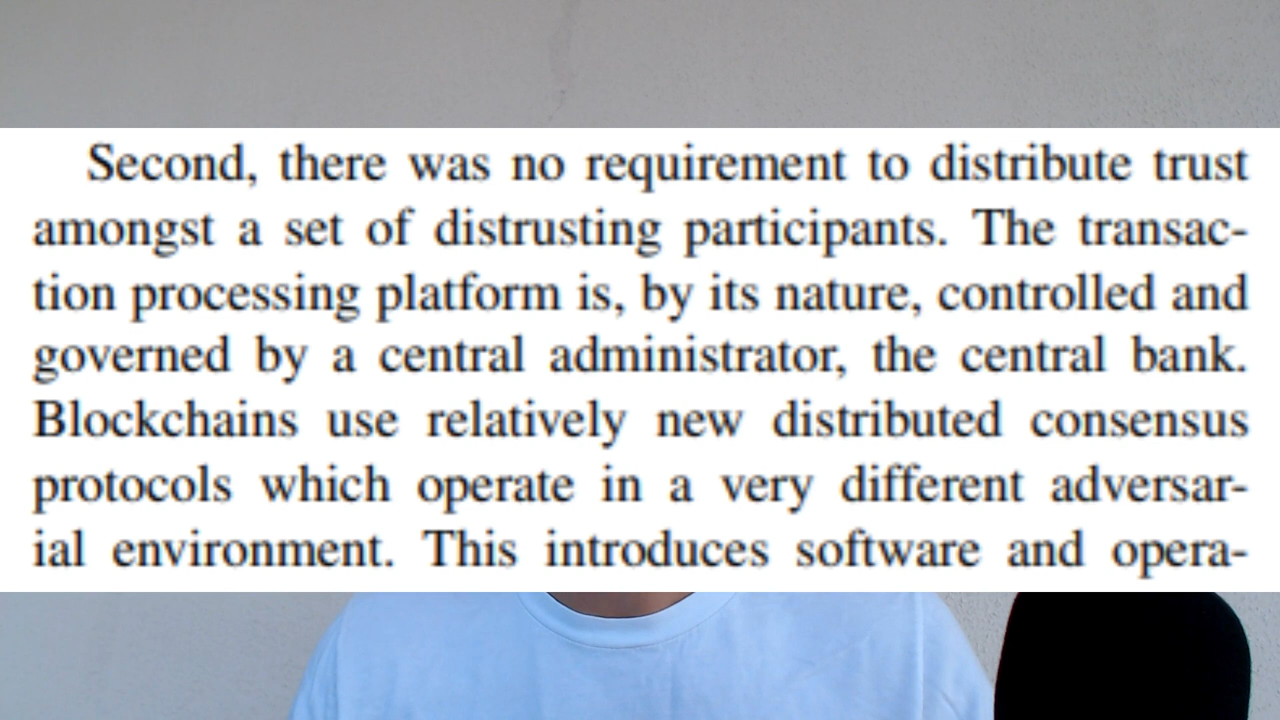 Second, there was no requirement to distribute trust
amongst a set of distrusting participants. The transac-
tion processing platform is, by its nature, controlled and
governed by a central administrator, the central bank.
Blockchains use relatively new distributed consensus
protocols which operate in a very different adversar-
ial environment. This introduces software and opera-